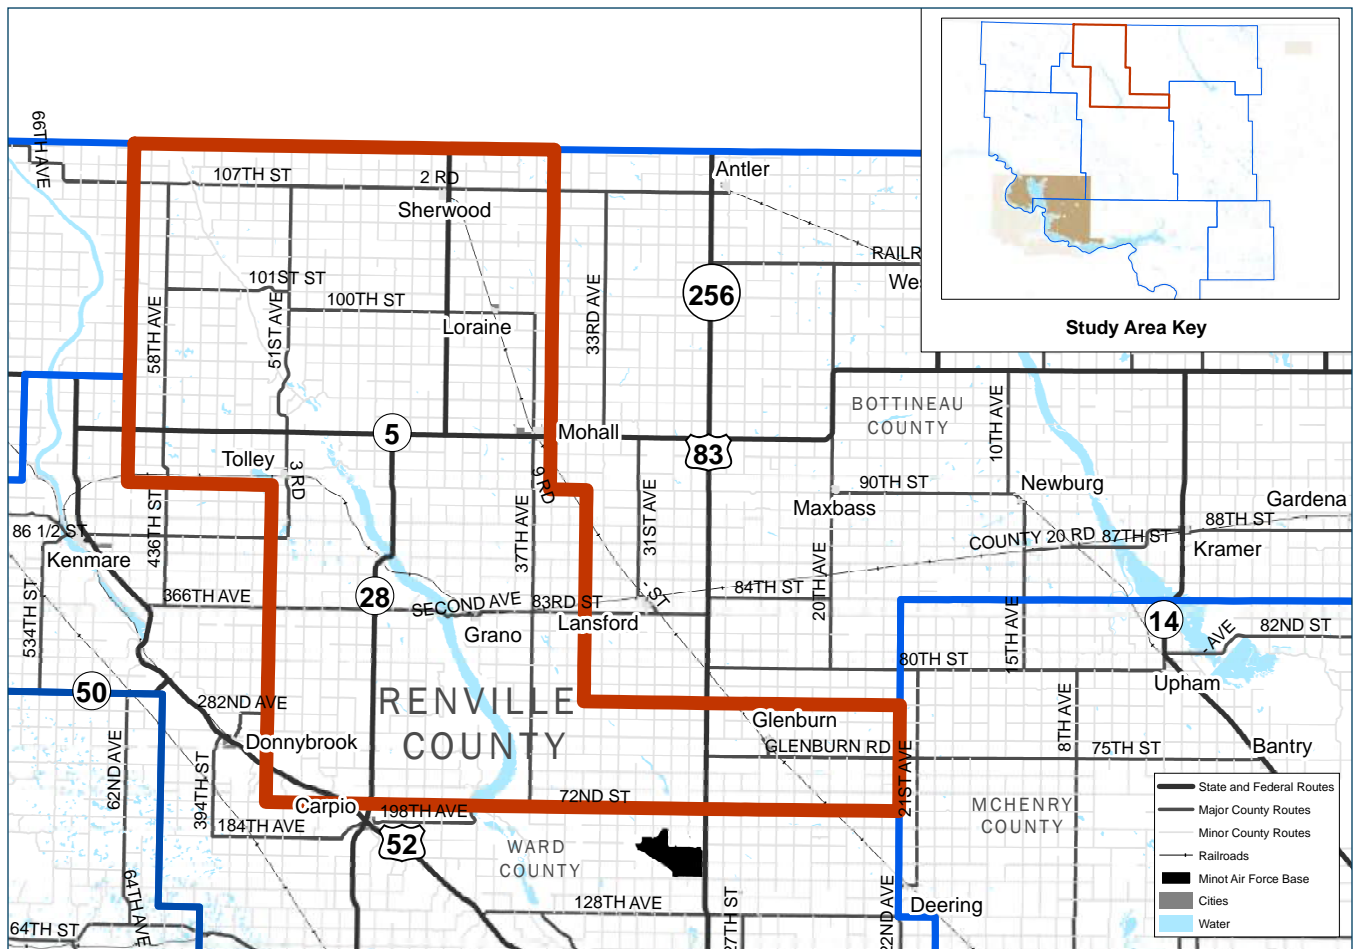 66TH AVE
107TH ST
2 RD
Sherwood
Antler
RAILR
Wes
256
101ST ST
100TH ST
Loraine
58TH AVE
51ST AVE
33RD AVE
Study Area Key
BOTTINEAU
COUNTY
10TH AVE
5
Mohall
83
Tolley
3 RD
9 RD
90TH ST
Newburg
Maxbass
Gardena
88TH ST
86 1/2 ST
Kenmare
436TH ST
37TH AVE
31ST AVE
COUNTY 20 RD
87TH ST
Kramer
534TH ST
366TH AVE
28
SECOND AVE
83RD ST
- ST
84TH ST
20TH AVE
Grano
Lansford
15TH AVE
14
- AVE
82ND ST
80TH ST
Upham
50
282ND AVE
RENVILLE
COUNTY
Glenburn
GLENBURN RD
8TH AVE
75TH ST
Bantry
Donnybrook
62ND AVE
394TH ST
21ST AVE
Carpio
198TH AVE
72ND ST
184TH AVE
52
MCHENRY
COUNTY
WARD
COUNTY
64TH AVE
64TH ST
128TH AVE
27TH ST
22ND AVE
Deering
State and Federal Routes
Major County Routes
Minor County Routes
Railroads
Minot Air Force Base
Cities
Water